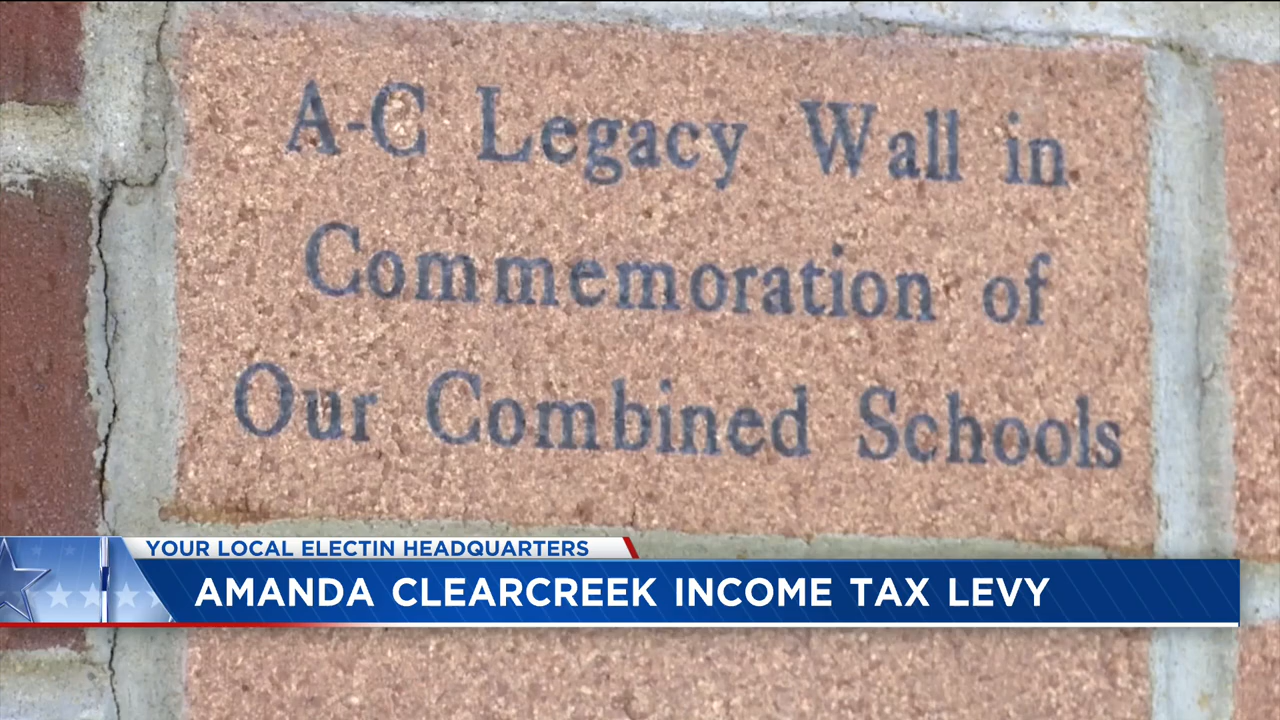 A-C Legacy Wall in
Commemoration of
Our Combined Schools
YOUR LOCAL ELECTIN HEADQUARTERS
AMANDA CLEARCREEK INCOME TAX LEVY